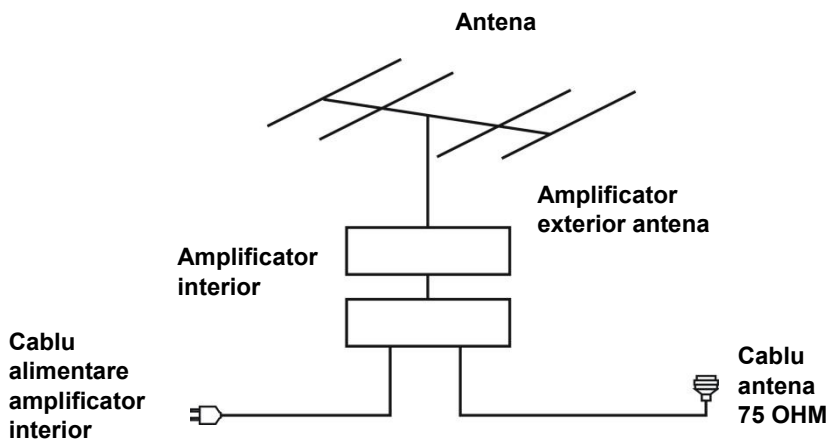 Antena
Amplificator
exterior antena
Amplificator
interior
Cablu
alimentare
amplificator
interior
Cablu
antena
75 OHM